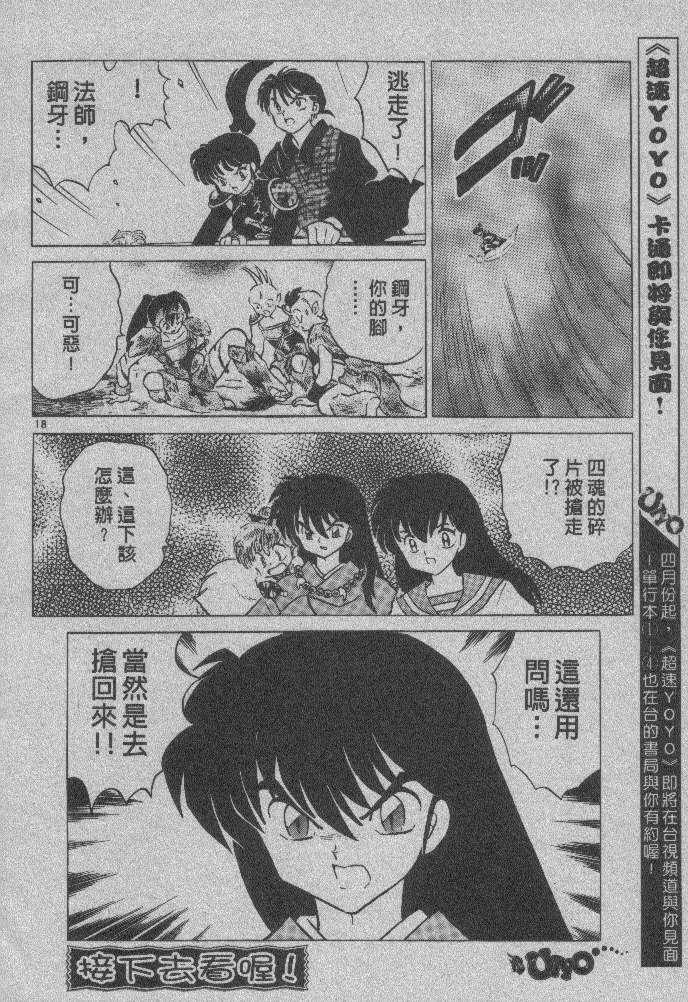 《超速YOYO》卡通即將與你見面！
逃走了！
！
法師，
鋼牙…
鋼牙，
你的腳
……
可…可惡！
18
四魂的碎
片被搶走
了!?
這、這下該
怎麼辦？
這還用
問嗎…
當然是去
搶回來!!
接下去看喔！
四月份起，《超速YOYO》即將在台視頻道與你見面
也在台的書局與你有約喔！